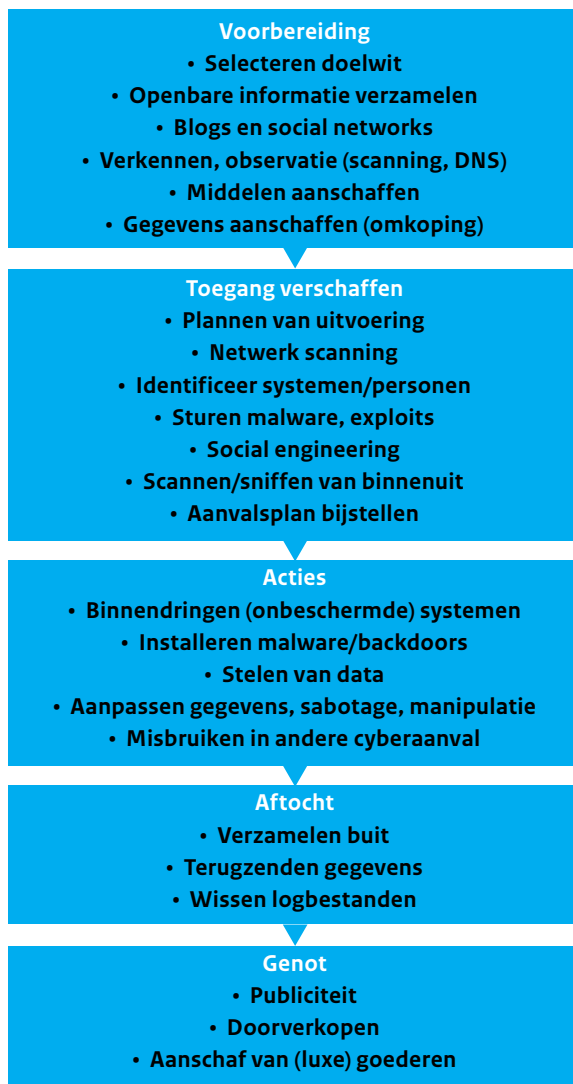 Voorbereiding
• Selecteren doelwit
• Openbare informatie verzamelen
• Blogs en social networks
• Verkennen, observatie (scanning, DNS)
• Middelen aanschaffen
• Gegevens aanschaffen (omkoping)
Toegang verschaffen
• Plannen van uitvoering
• Netwerk scanning
• Identificeer systemen/personen
• Sturen malware, exploits
• Social engineering
• Scannen/sniffen van binnenuit
• Aanvalsplan bijstellen
Acties
• Binnendringen (onbeschermde) systemen
• Installeren malware/backdoors
• Stelen van data
• Aanpassen gegevens, sabotage, manipulatie
• Misbruiken in andere cyberaanval
Aftocht
• Verzamelen buit
• Terugzenden gegevens
• Wissen logbestanden
Genot
• Publiciteit
• Doorverkopen
• Aanschaf van (luxe) goederen